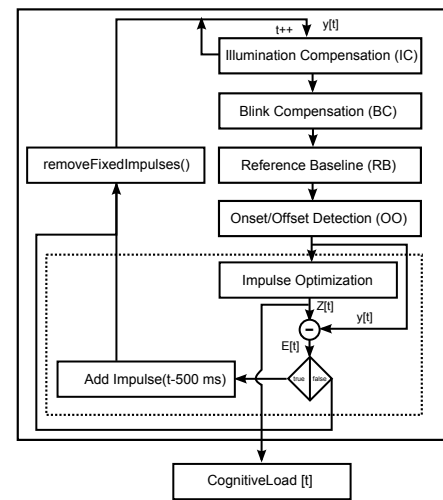 t++
y[t]
Illumination Compensation (IC)
Blink Compensation (BC)
removeFixedImpulses()
Reference Baseline (RB)
Onset/Offset Detection (OO)
Impulse Optimization
Z[t]
−
y[t]
E[t]
Add Impulse(t-500 ms)
true
false
CognitiveLoad [t]